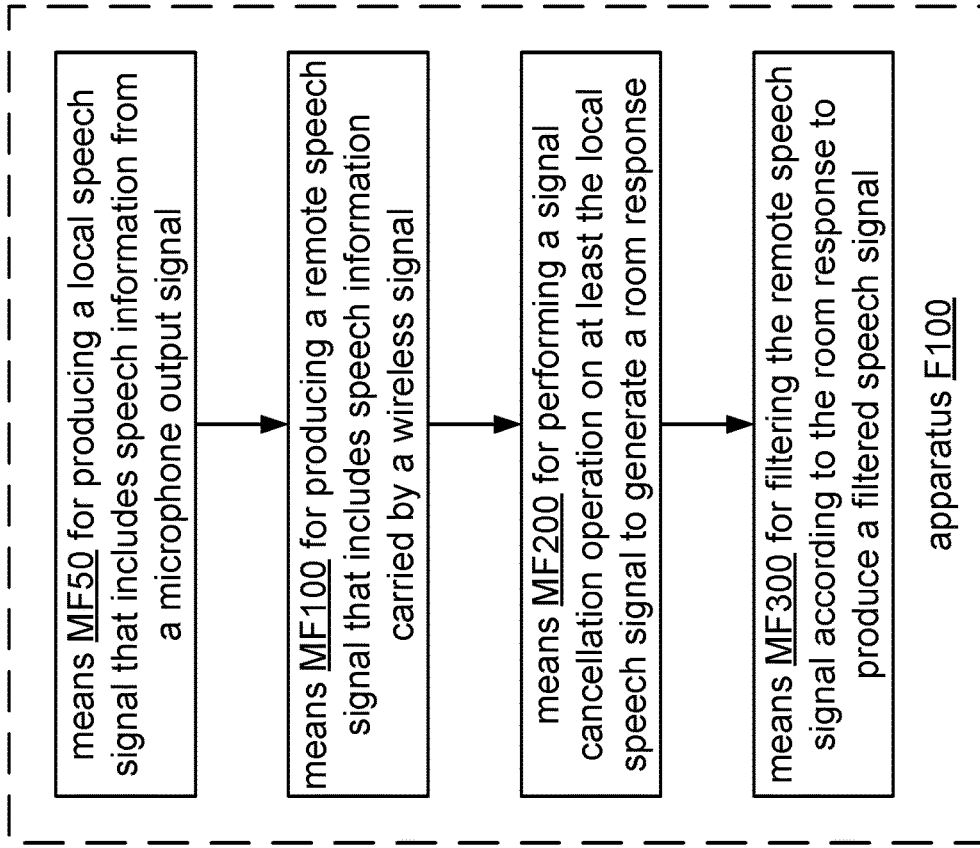 means MF50 for producing a local speech
signal that includes speech information from
a microphone output signal
means MF100 for producing a remote speech
signal that includes speech information
carried by a wireless signal
means MF200 for performing a signal
cancellation operation on at least the local
speech signal to generate a room response
means MF300 for filtering the remote speech
signal according to the room response to
produce a filtered speech signal
apparatus F100